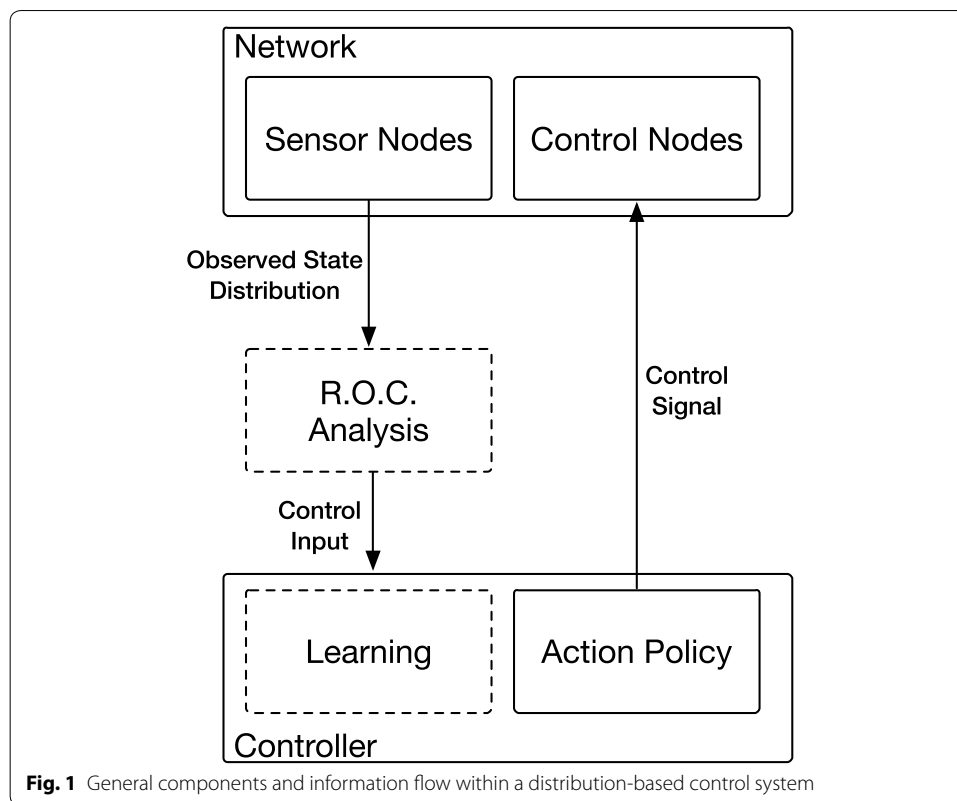 Network
Sensor Nodes
Control Nodes
Observed State
Distribution
R.O.C.
Analysis
Control
Signal
Control
Input
Learning
Action Policy
Controller
Fig. 1 General components and information flow within a distribution-based control system